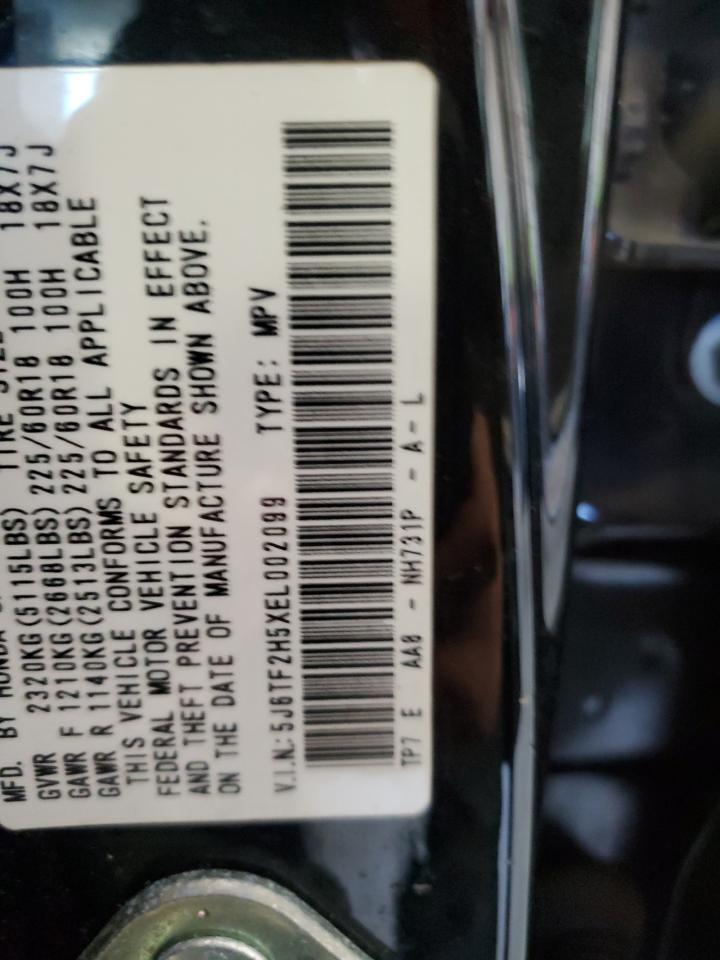 MFD. BY HONDA
GVWR 2320KG(5115LBS) TIRE SIZE
GAWR F 1210KG(2668LBS) 225/60R18 100H 18X7J
GAWR R 1140KG(2513LBS) 225/60R18 100H 18X7J
THIS VEHICLE CONFORMS TO ALL APPLICABLE
FEDERAL MOTOR VEHICLE SAFETY
AND THEFT PREVENTION STANDARDS IN EFFECT
ON THE DATE OF MANUFACTURE SHOWN ABOVE.
V.I.N.: 5J6TF2H5XEL002099 TYPE: MPV
TP7 E AA8 - NH731P - A - L